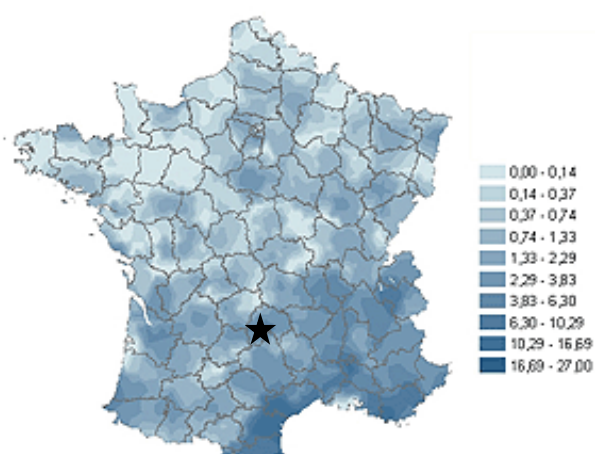 0,00 - 0,14
0,14 - 0,37
0,37 - 0,74
0,74 - 1,33
1,33 - 2,29
2,29 - 3,83
3,83 - 6,30
6,30 - 10,29
10,29 - 16,69
16,69 - 27,00